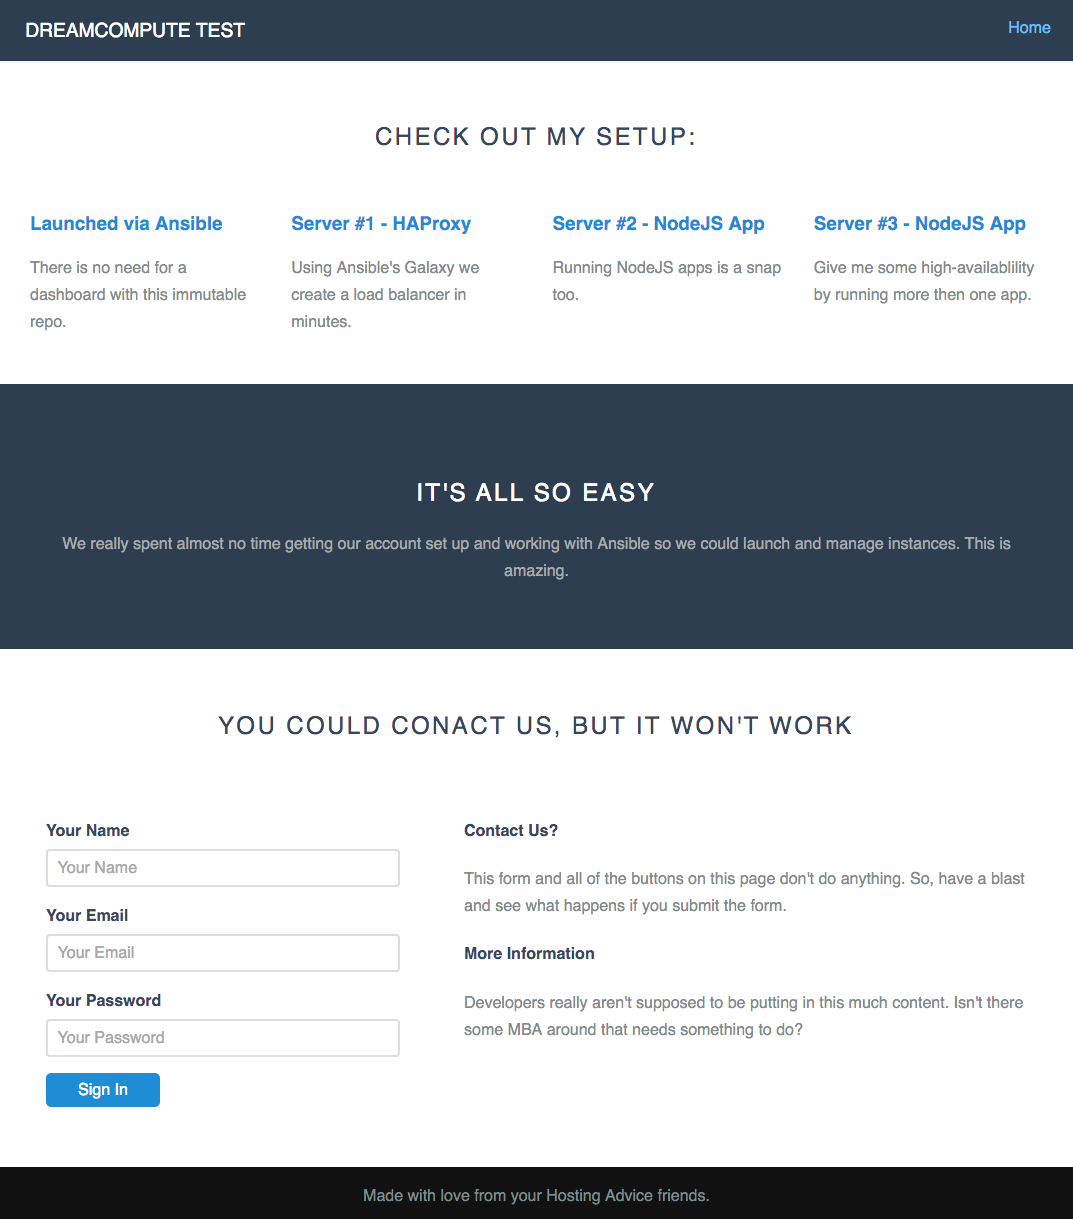 DREAMCOMPUTE TEST
Home
CHECK OUT MY SETUP:
Launched via Ansible
There is no need for a
dashboard with this immutable
repo.
Server #1 - HAProxy
Using Ansible's Galaxy we
create a load balancer in
minutes.
Server #2 - NodeJS App
Running NodeJS apps is a snap
too.
Server #3 - NodeJS App
Give me some high-availablility
by running more then one app.
IT'S ALL SO EASY
We really spent almost no time getting our account set up and working with Ansible so we could launch and manage instances. This is
amazing.
YOU COULD CONACT US, BUT IT WON'T WORK
Your Name
Your Name
Your Email
Your Email
Your Password
Your Password
Sign In
Contact Us?
This form and all of the buttons on this page don't do anything. So, have a blast
and see what happens if you submit the form.
More Information
Developers really aren't supposed to be putting in this much content. Isn't there
some MBA around that needs something to do?
Made with love from your Hosting Advice friends.